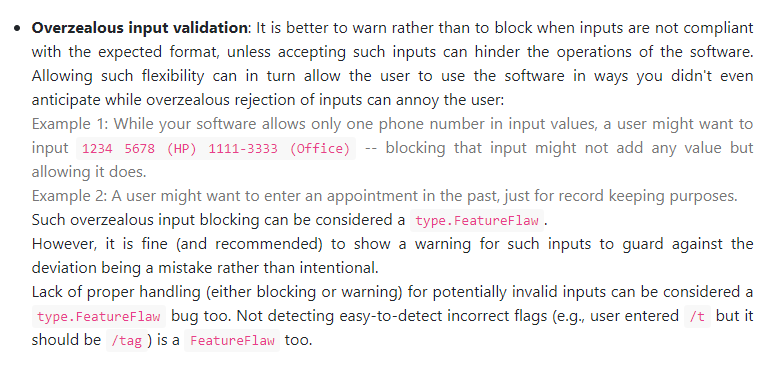 • Overzealous input validation: It is better to warn rather than to block when inputs are not compliant
with the expected format, unless accepting such inputs can hinder the operations of the software.
Allowing such flexibility can in turn allow the user to use the software in ways you didn't even
anticipate while overzealous rejection of inputs can annoy the user:
Example 1: While your software allows only one phone number in input values, a user might want to
input 1234 5678 (HP) 1111-3333 (Office) -- blocking that input might not add any value but
allowing it does.
Example 2: A user might want to enter an appointment in the past, just for record keeping purposes.
Such overzealous input blocking can be considered a type.FeatureFlaw.
However, it is fine (and recommended) to show a warning for such inputs to guard against the
deviation being a mistake rather than intentional.
Lack of proper handling (either blocking or warning) for potentially invalid inputs can be considered a
type.FeatureFlaw bug too. Not detecting easy-to-detect incorrect flags (e.g., user entered /t but it
should be /tag) is a FeatureFlaw too.